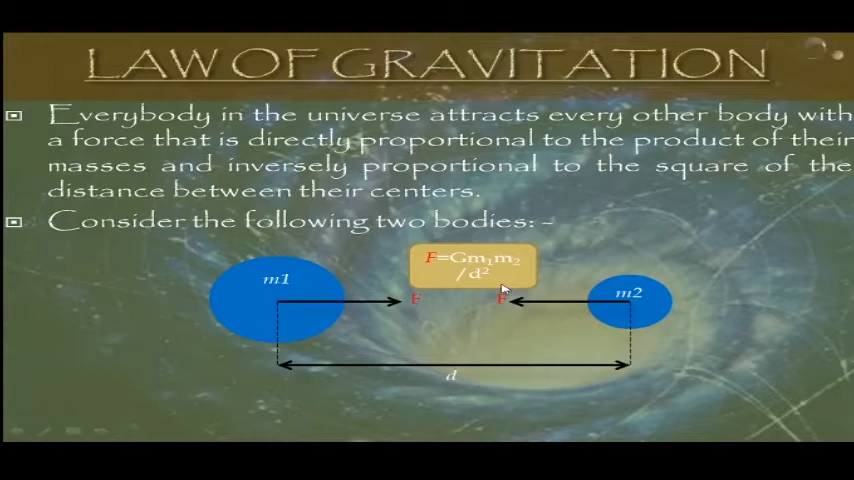 LAW OF GRAVITATION
Everybody in the universe attracts every other body with
a force that is directly proportional to the product of their
masses and inversely proportional to the square of the
distance between their centers.
Consider the following two bodies: -
F=Gm₁m₂
/d²
m1
m2
F
F
d